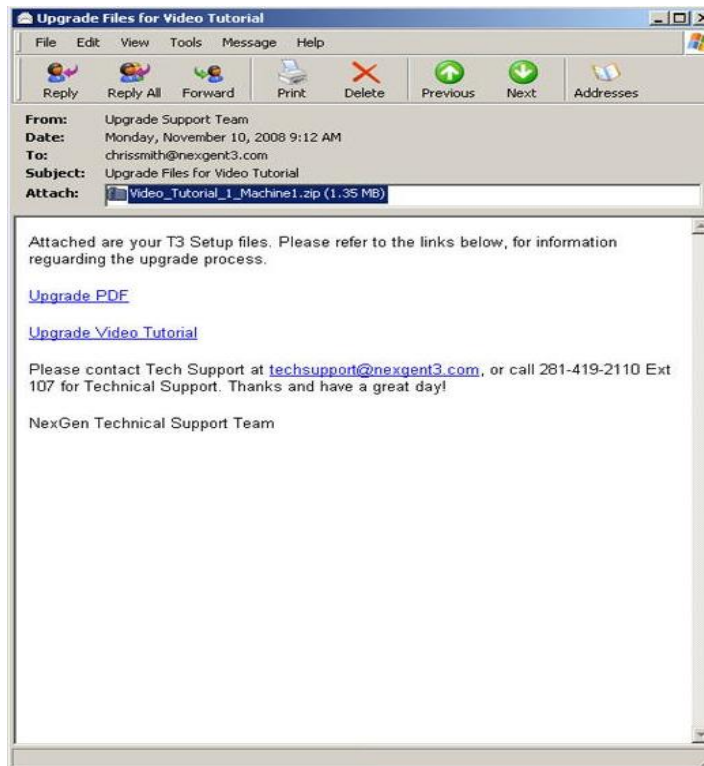 Upgrade Files for Video Tutorial
File Edit View Tools Message Help
Reply Reply All Forward Print Delete Previous Next Addresses
From: Upgrade Support Team
Date: Monday, November 10, 2008 9:12 AM
To: chrissmith@nexgent3.com
Subject: Upgrade Files for Video Tutorial
Attach: Video_Tutorial_1_Machine1.zip (1.35 MB)
Attached are your T3 Setup files. Please refer to the links below, for information
reguarding the upgrade process.
Upgrade PDF
Upgrade Video Tutorial
Please contact Tech Support at techsupport@nexgent3.com, or call 281-419-2110 Ext
107 for Technical Support. Thanks and have a great day!
NexGen Technical Support Team